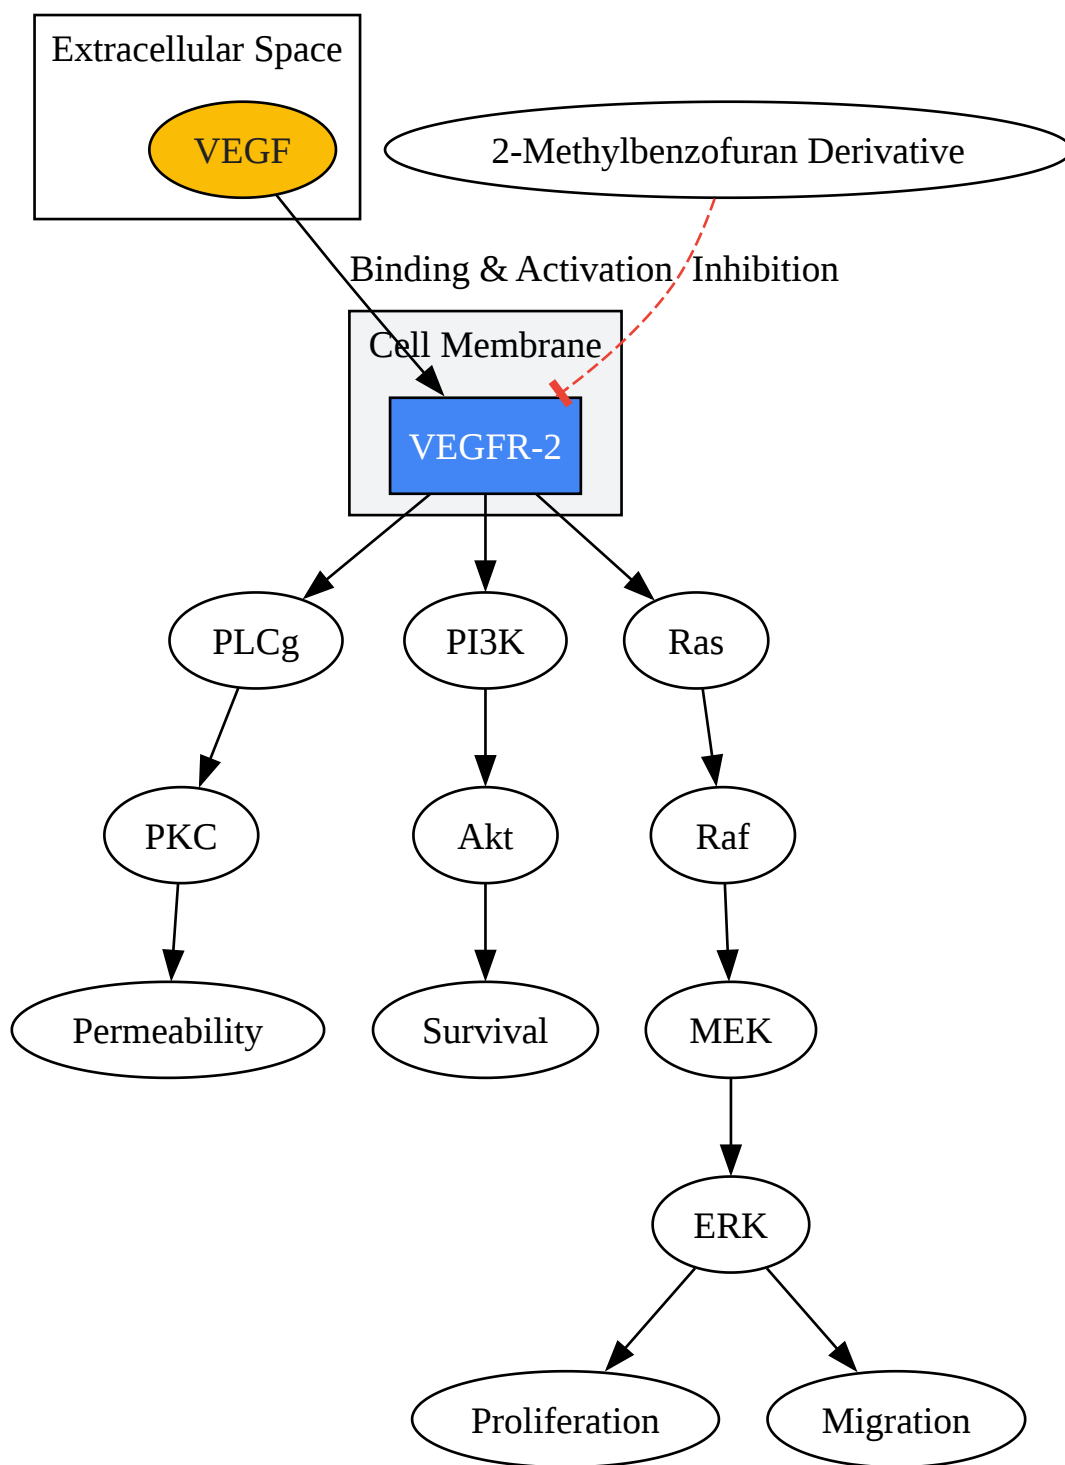 Extracellular Space
VEGF
2-Methylbenzofuran Derivative
Binding & Activation
Inhibition
Cell Membrane
VEGFR-2
PLCg
PI3K
Ras
PKC
Akt
Raf
Permeability
Survival
MEK
ERK
Proliferation
Migration